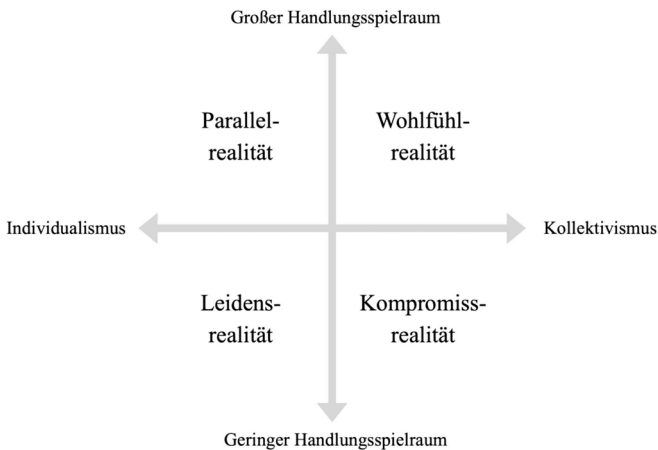 Großer Handlungsspielraum
Parallel-
realität
Wohlfühl-
realität
Individualismus
Kollektivismus
Leidens-
realität
Kompromiss-
realität
Geringer Handlungsspielraum